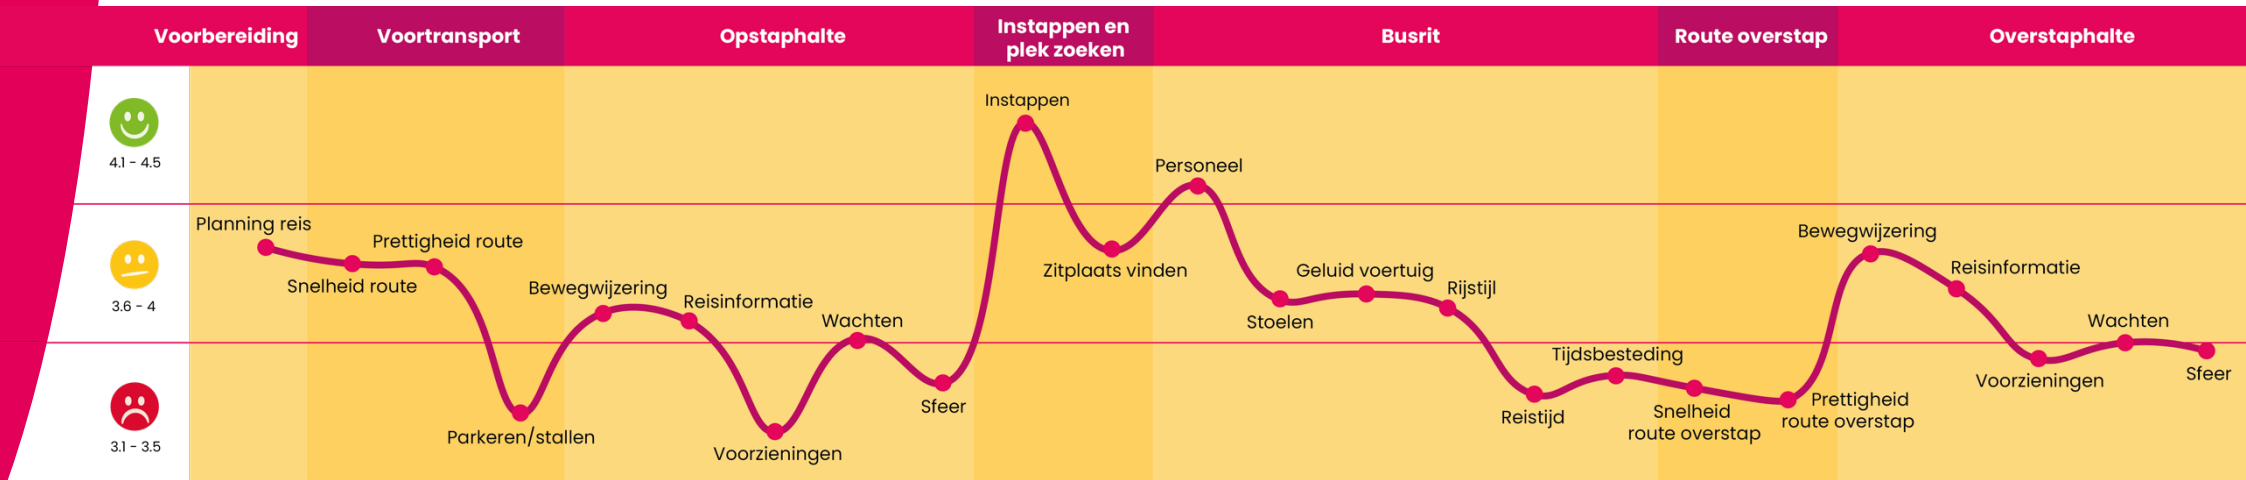 Voorbereiding
Voortransport
Opstaphalte
Instappen en
plek zoeken
Busrit
Route overstap
Overstaphalte
4.1 - 4.5
3.6 - 4
3.1 - 3.5
Planning reis
Snelheid route
Prettigheid route
Parkeren/stallen
Bewegwijzering
Reisinformatie
Voorzieningen
Wachten
Sfeer
Instappen
Zitplaats vinden
Personeel
Stoelen
Geluid voertuig
Rijstijl
Reistijd
Tijdsbesteding
Snelheid
route overstap
Prettigheid
route overstap
Bewegwijzering
Reisinformatie
Voorzieningen
Wachten
Sfeer